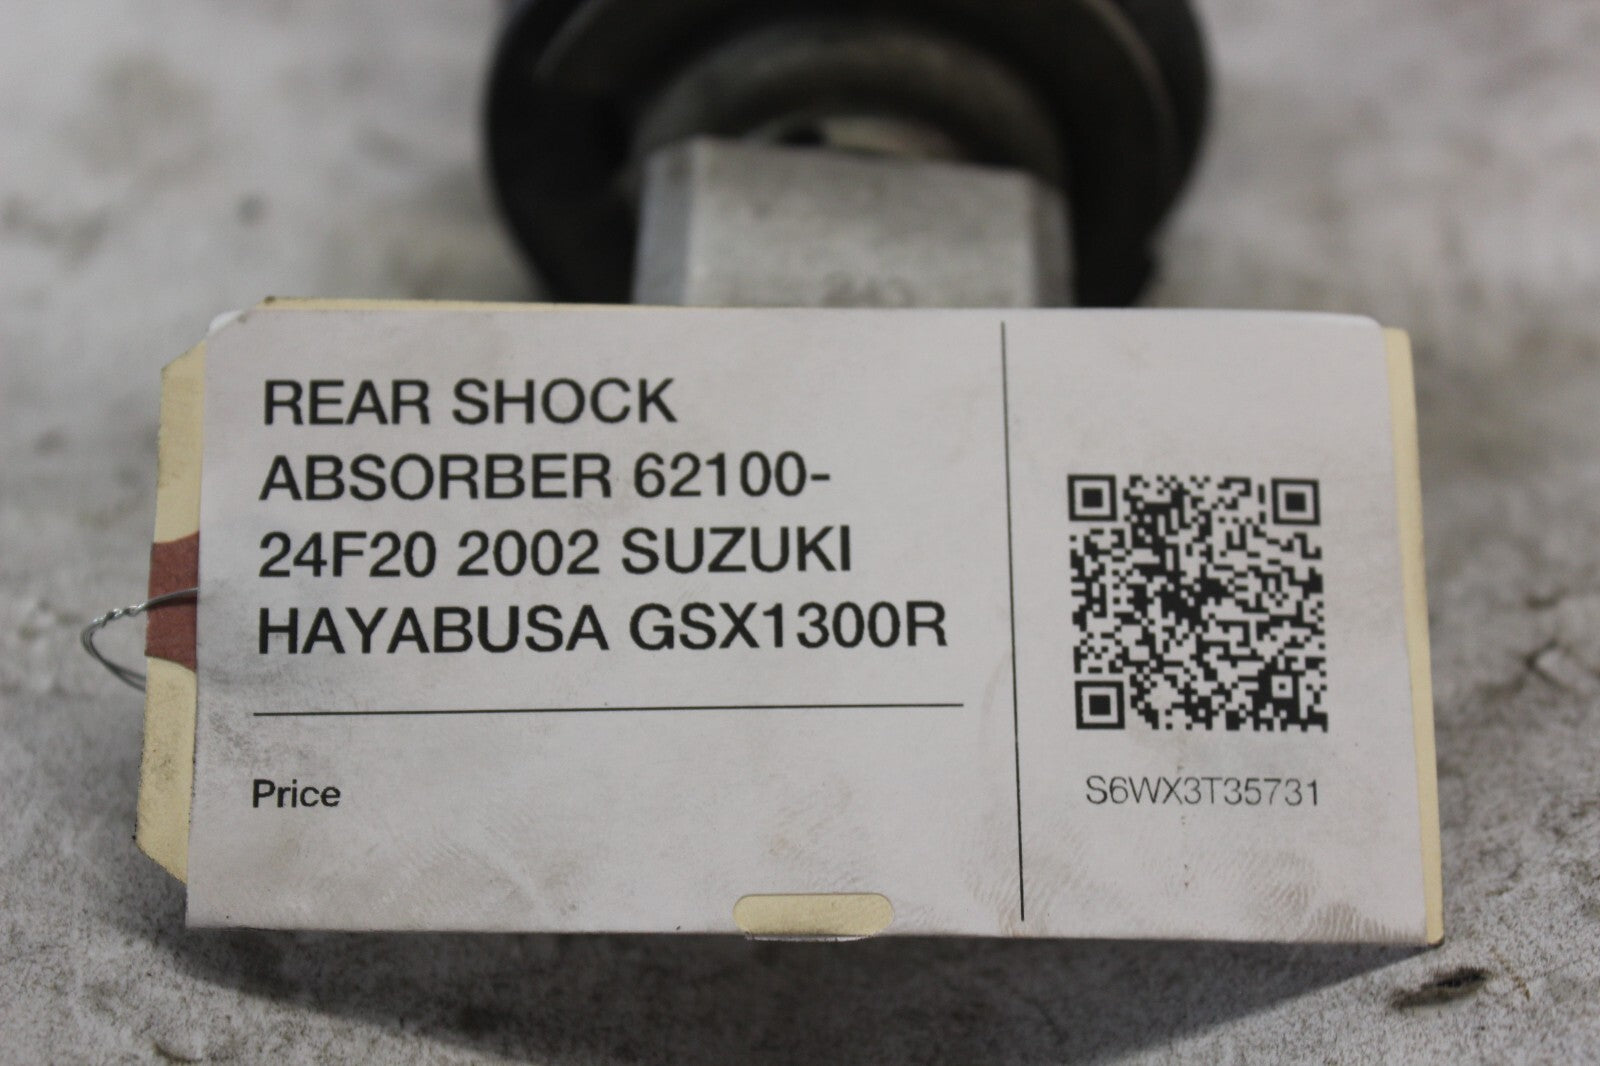 REAR SHOCK
ABSORBER 62100-
24F20 2002 SUZUKI
HAYABUSA GSX1300R
Price
S6WX3T35731